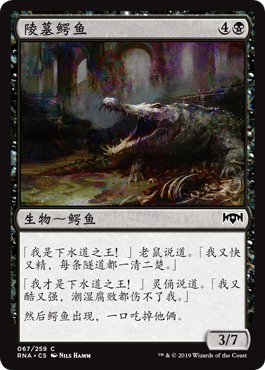 陵墓鳄鱼 4
生物～鳄鱼
「我是下水道之王！」老鼠说道。「我又快
又精，每条隧道都一清二楚。」
「我才是下水道之王！」灵俑说道。「我又
酷又强，潮湿腐败都伤不了我。」
然后鳄鱼出现，一口吃掉他俩。
3/7
067/259 C
RNA • CS Nils Hamm
™ & © 2019 Wizards of the Coast